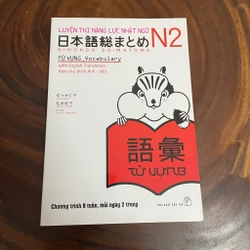 LUYỆN THI NĂNG LỰC NHẬT NGỮ
日本語総まとめ N2
NIHONGO SO-MATOME
TỪ VỰNG_Vocabulary
with English Translation
Kèm chú thích Anh - Việt
語彙
TỪ VỰNG
Chương trình 8 tuần, mỗi ngày 2 trang